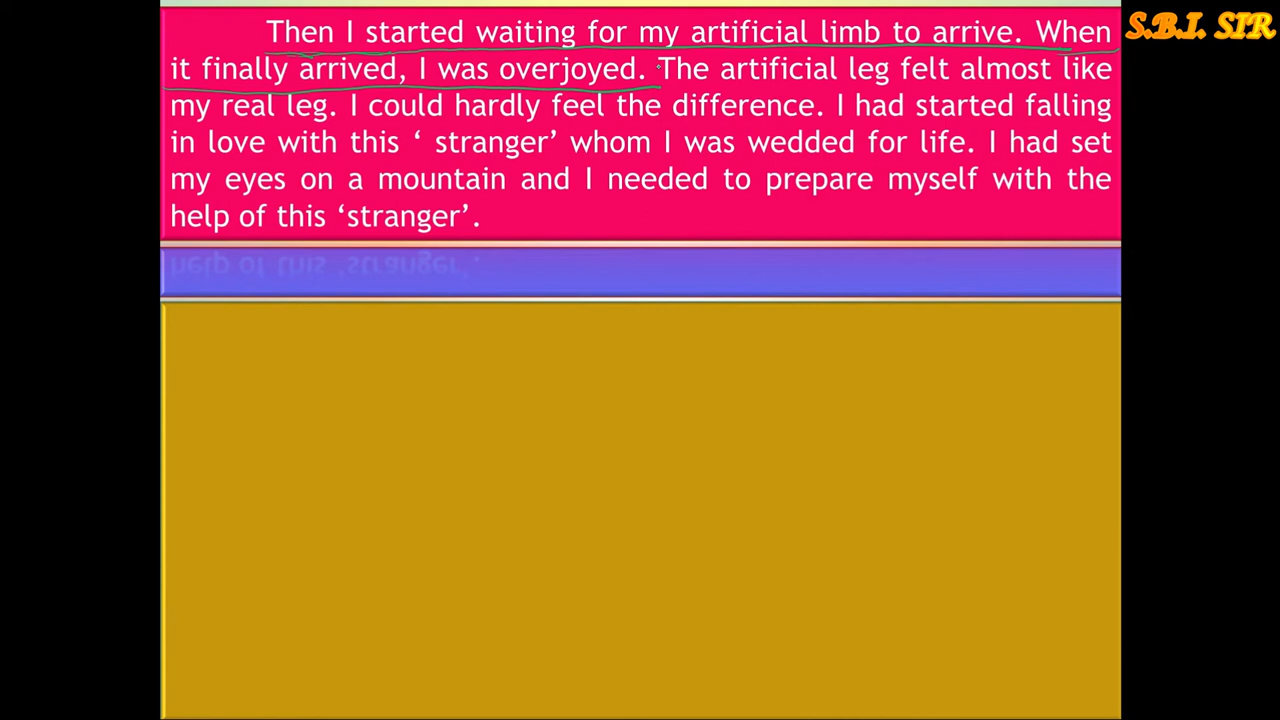 Then I started waiting for my artificial limb to arrive. When
it finally arrived, I was overjoyed. The artificial leg felt almost like
my real leg. I could hardly feel the difference. I had started falling
in love with this ‘ stranger’ whom I was wedded for life. I had set
my eyes on a mountain and I needed to prepare myself with the
help of this ‘stranger’.
S.B.I. SIR